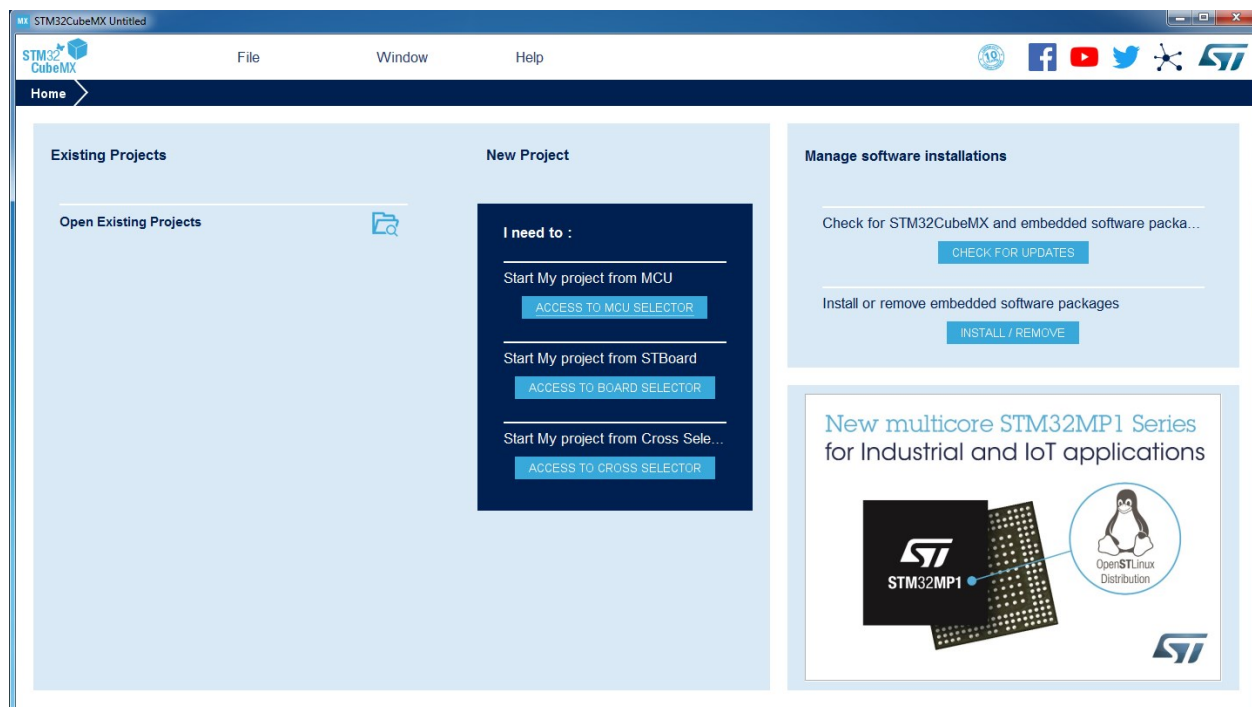 MX STM32CubeMX Untitled
STM32
CubeMX
File Window Help
10
Home
Existing Projects
Open Existing Projects
New Project
I need to :
Start My project from MCU
ACCESS TO MCU SELECTOR
Start My project from STBoard
ACCESS TO BOARD SELECTOR
Start My project from Cross Sele...
ACCESS TO CROSS SELECTOR
Manage software installations
Check for STM32CubeMX and embedded software packa...
CHECK FOR UPDATES
Install or remove embedded software packages
INSTALL / REMOVE
New multicore STM32MP1 Series
for Industrial and IoT applications
ST
STM32MP1
OpenSTLinux
Distribution
ST